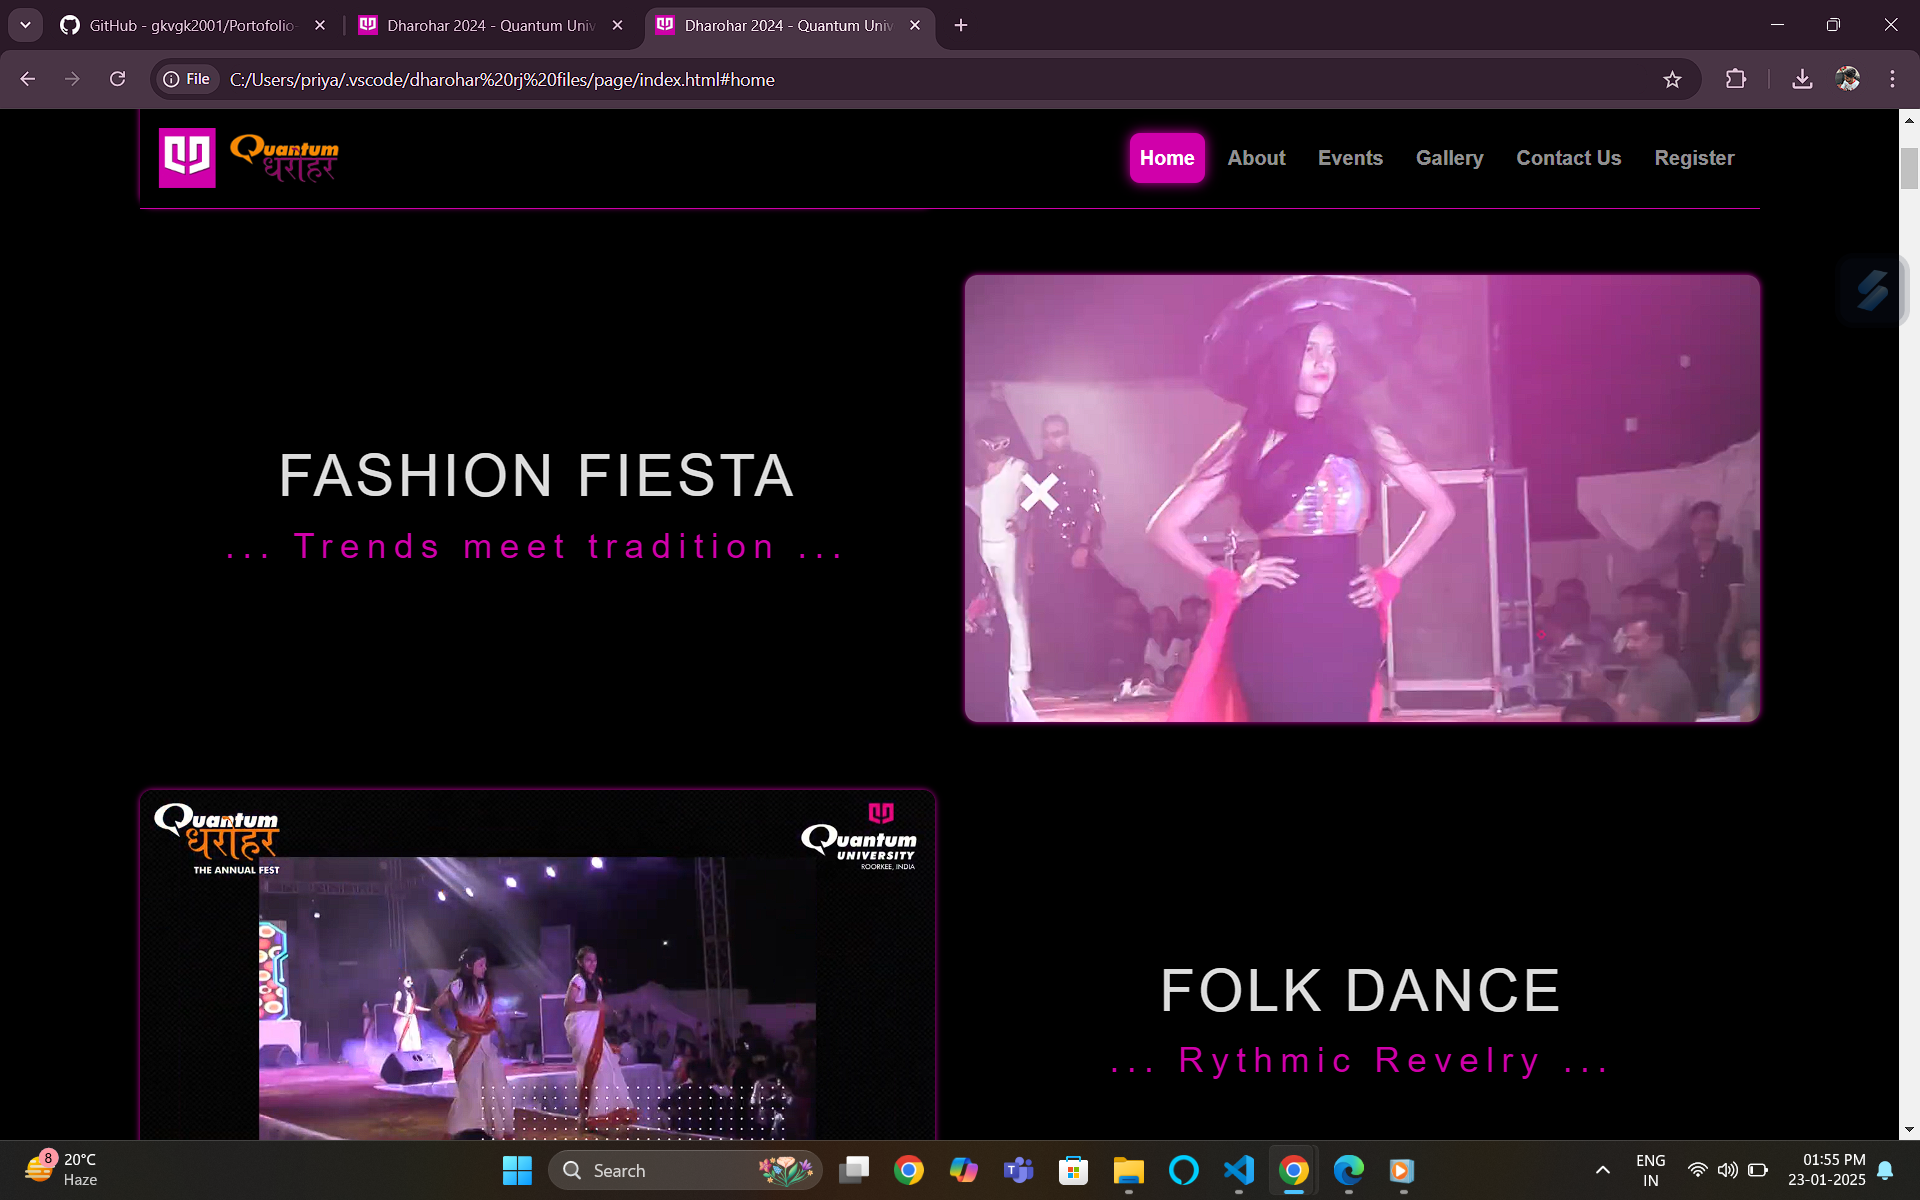 GitHub - gkvgk2001/Portofolio-
Dharohar 2024 - Quantum Univ
Dharohar 2024 - Quantum Univ
File
C:/Users/priya/.vscode/dharohar%20rj%20files/page/index.html#home
Quantum
धरोहर
Home
About
Events
Gallery
Contact Us
Register
FASHION FIESTA
... Trends meet tradition ...
Quantum
धरोहर
THE ANNUAL FEST
Quantum
UNIVERSITY
ROORKEE, INDIA
FOLK DANCE
... Rythmic Revelry ...
8
20°C
Haze
Search
ENG
IN
01:55 PM
23-01-2025